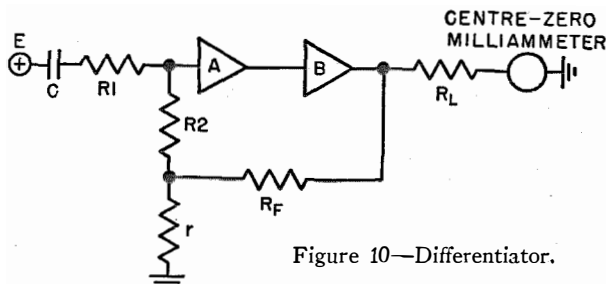 CENTRE-ZERO
MILLIAMMETER
E
C
R1
A
B
RL
R2
RF
r
Figure 10—Differentiator.